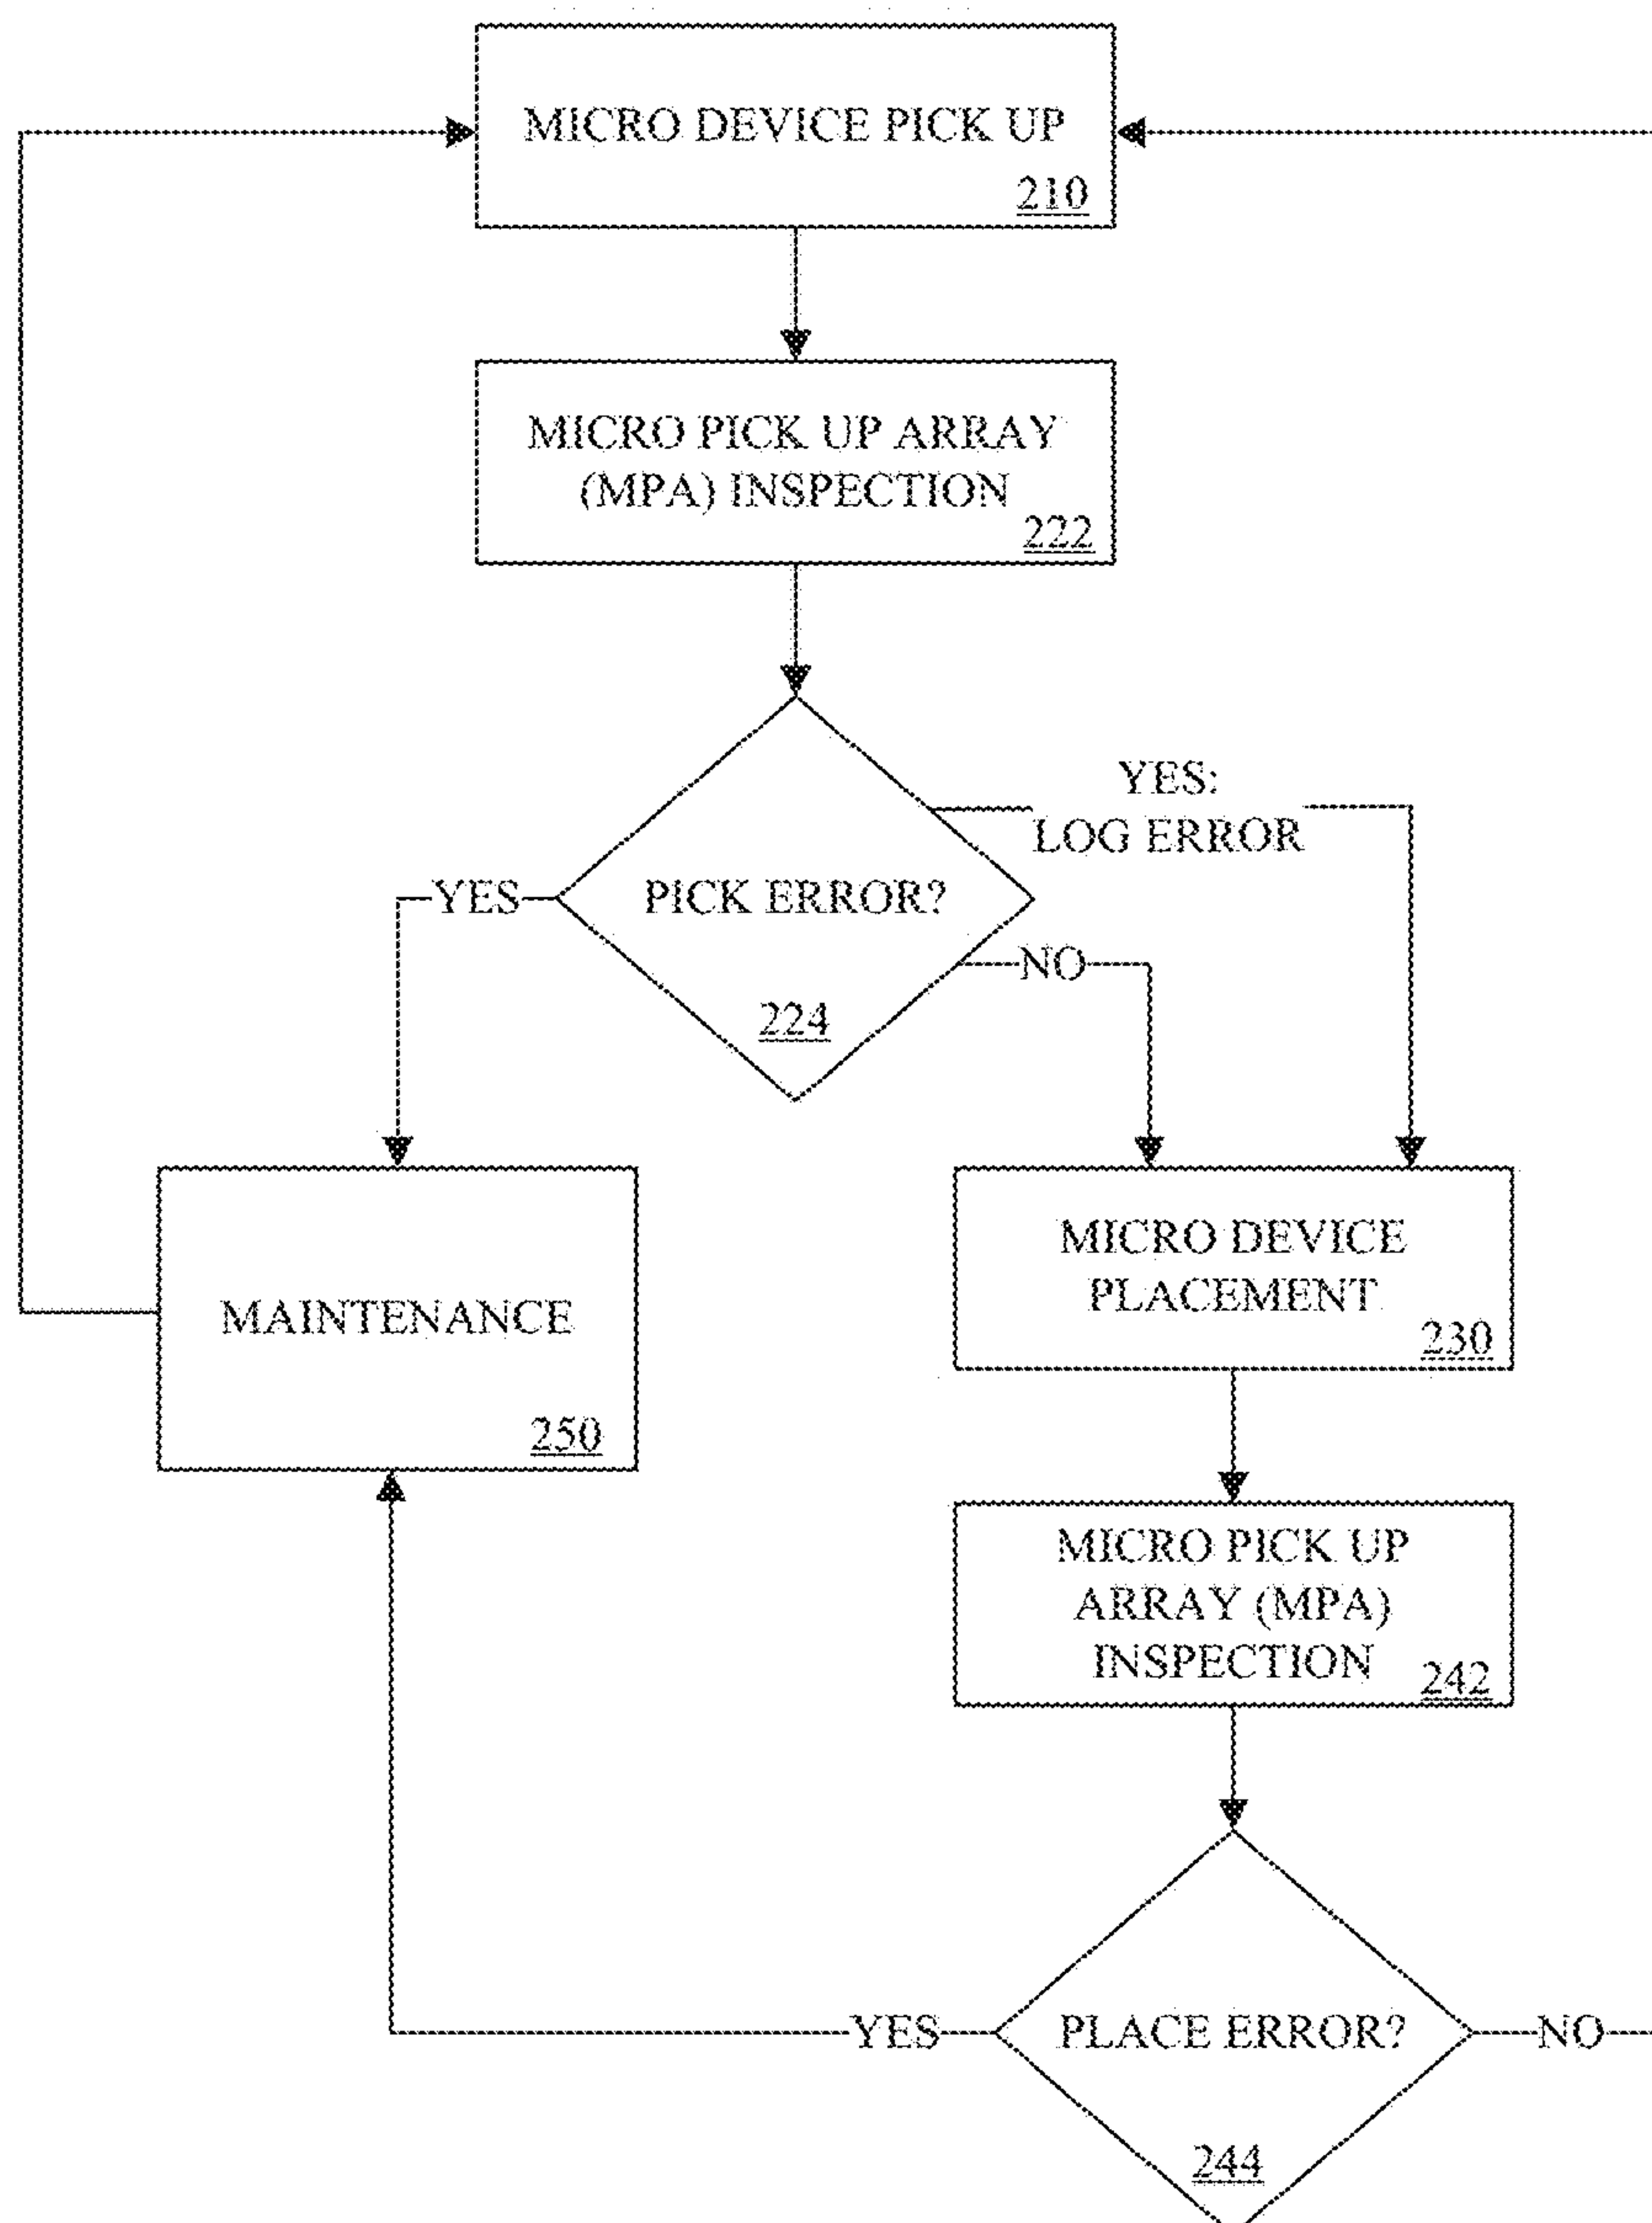 MICRO DEVICE PICK UP
210
MICRO PICK UP ARRAY
(MPA) INSPECTION
222
YES:
LOG ERROR
YES
PICK ERROR?
NO
224
MICRO DEVICE
PLACEMENT
230
MAINTENANCE
250
MICRO PICK UP
ARRAY (MPA)
INSPECTION
242
YES
PLACE ERROR?
NO
244